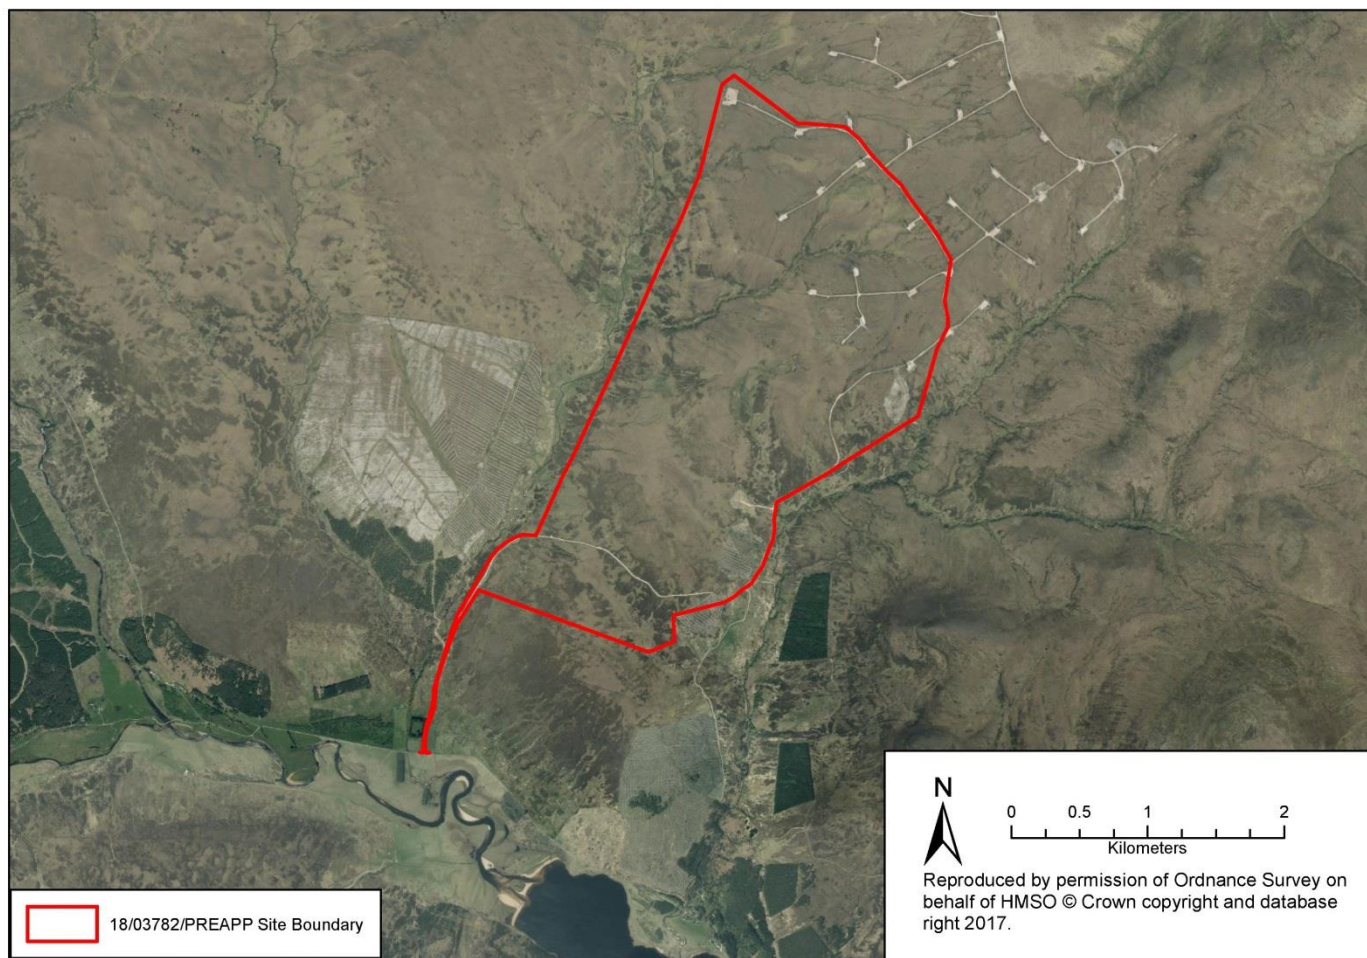 18/03782/PREAPP Site Boundary
N
0 0.5 1 2
Kilometers
Reproduced by permission of Ordnance Survey on
behalf of HMSO © Crown copyright and database
right 2017.